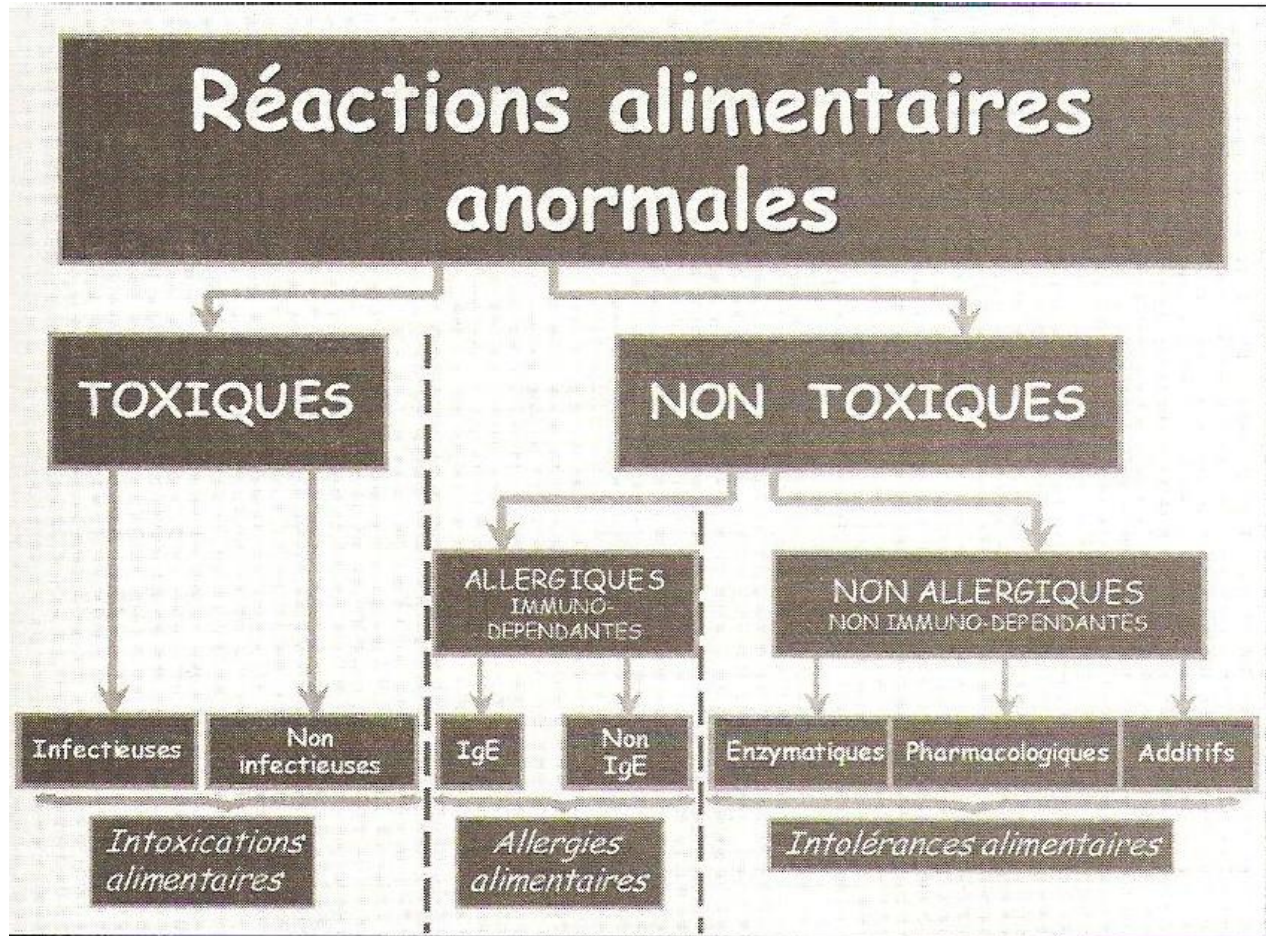 Réactions alimentaires
anormales
TOXIQUES
NON TOXIQUES
ALLERGIQUES
IMMUNO-
DEPENDANTES
NON ALLERGIQUES
NON IMMUNO-DEPENDANTES
Infectieuses
Non
infectieuses
IgE
Non
IgE
Enzymatiques
Pharmacologiques
Additifs
Intoxications
alimentaires
Allergies
alimentaires
Intolérances alimentaires